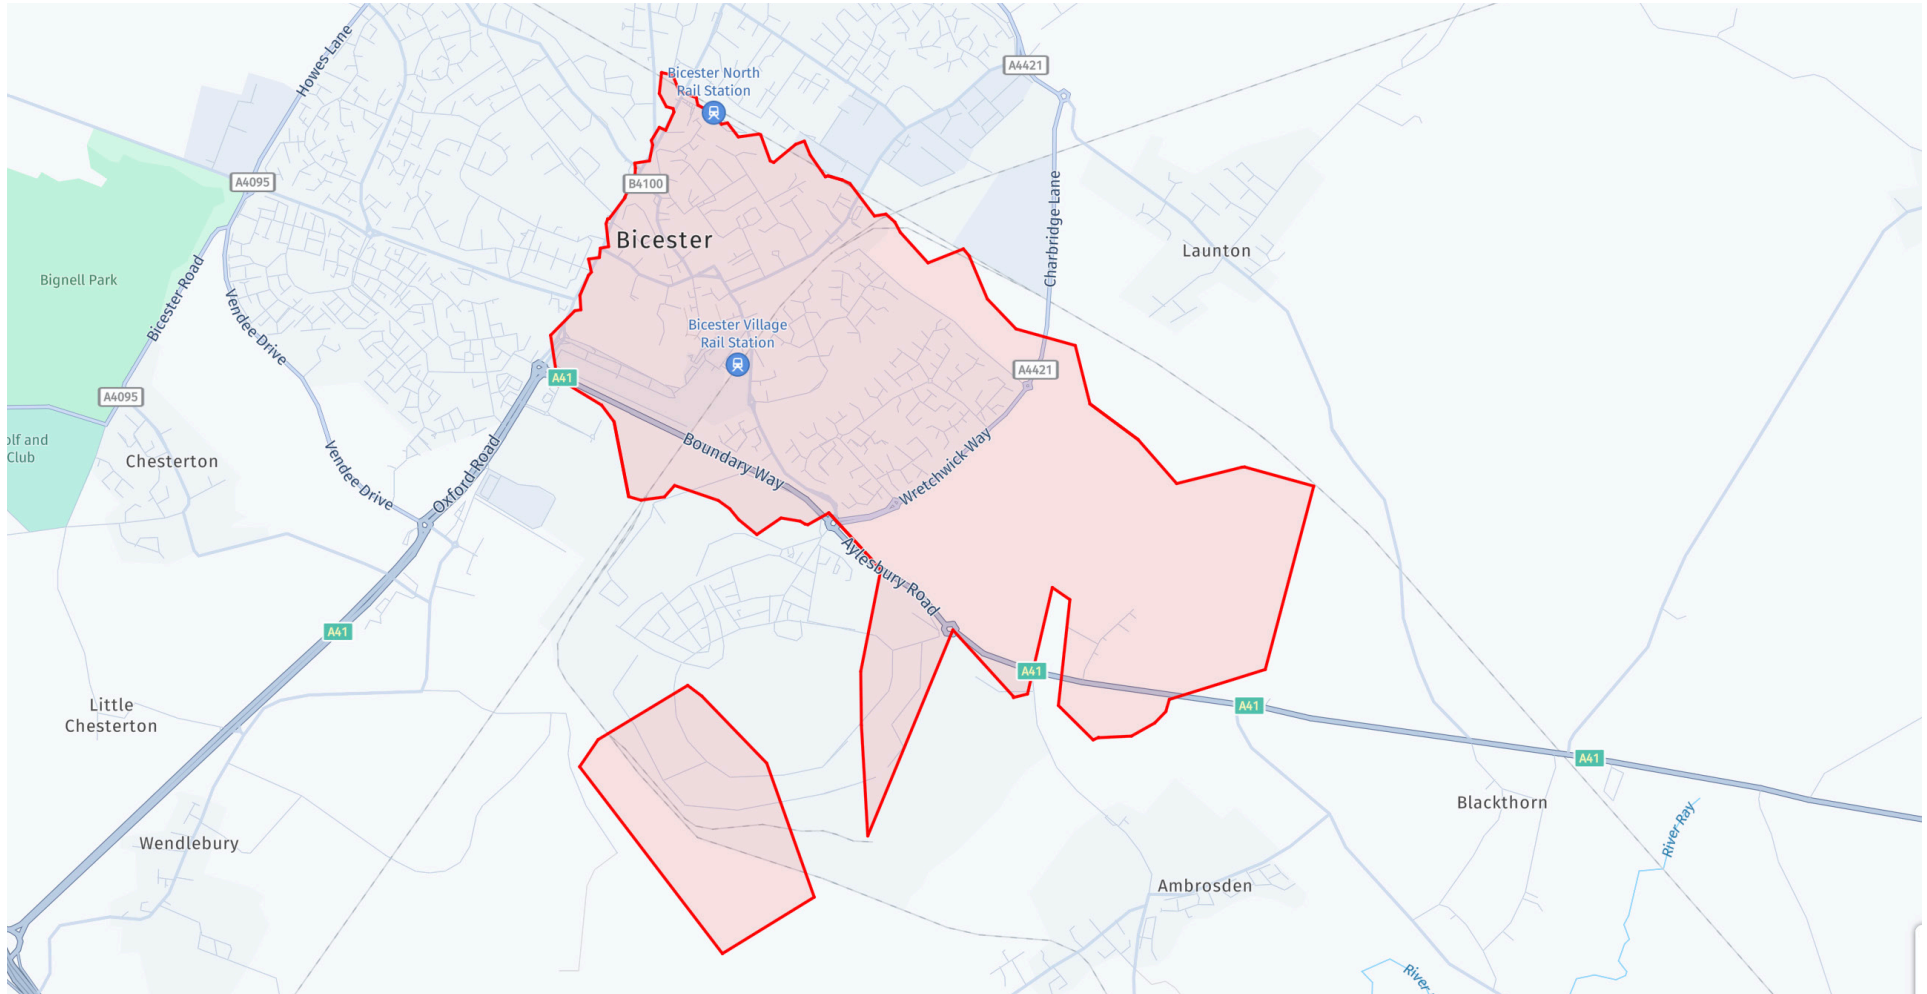 Howes Lane
A4421
Bicester North
Rail Station
A4095
B4100
Bicester
Charbridge Lane
Launton
Bignell Park
Bicester Road
Vendee Drive
Bicester Village
Rail Station
A41
A4421
A4095
olf and
Club
Chesterton
Vendee Drive
Oxford Road
Boundary Way
Wretchwick Way
Aylesbury Road
A41
A41
A41
Little
Chesterton
A41
Blackthorn
River Ray
Wendlebury
Ambrosden
River